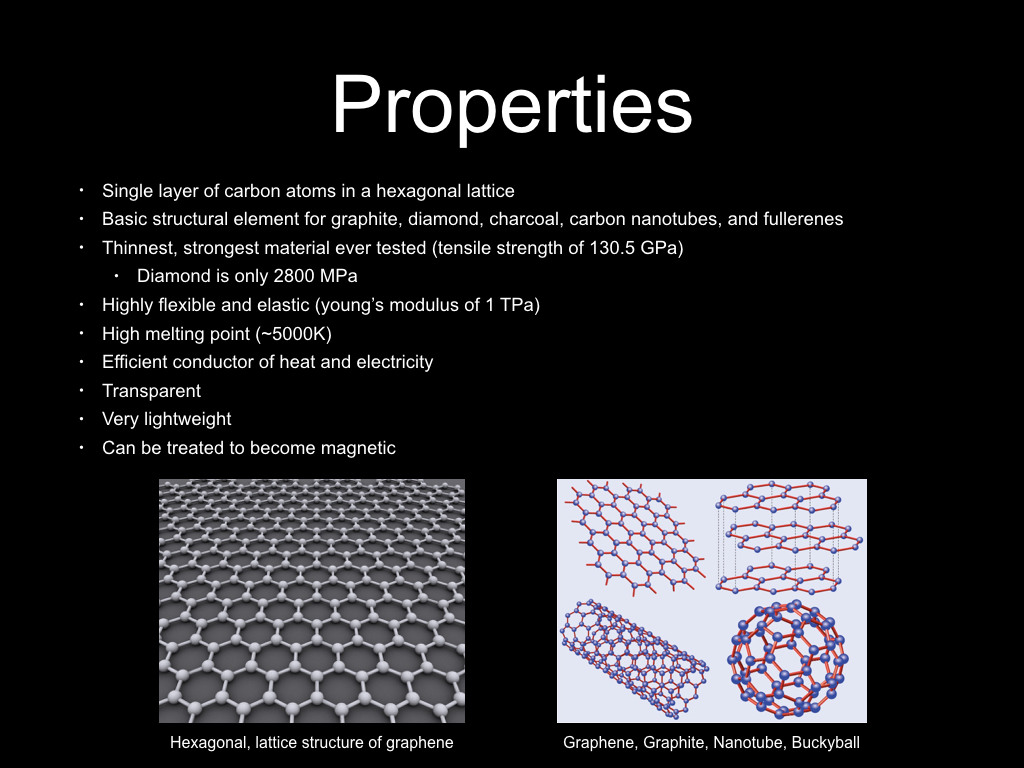 Properties
• Single layer of carbon atoms in a hexagonal lattice
• Basic structural element for graphite, diamond, charcoal, carbon nanotubes, and fullerenes
• Thinnest, strongest material ever tested (tensile strength of 130.5 GPa)
• Diamond is only 2800 MPa
• Highly flexible and elastic (young’s modulus of 1 TPa)
• High melting point (~5000K)
• Efficient conductor of heat and electricity
• Transparent
• Very lightweight
• Can be treated to become magnetic
Hexagonal, lattice structure of graphene
Graphene, Graphite, Nanotube, Buckyball